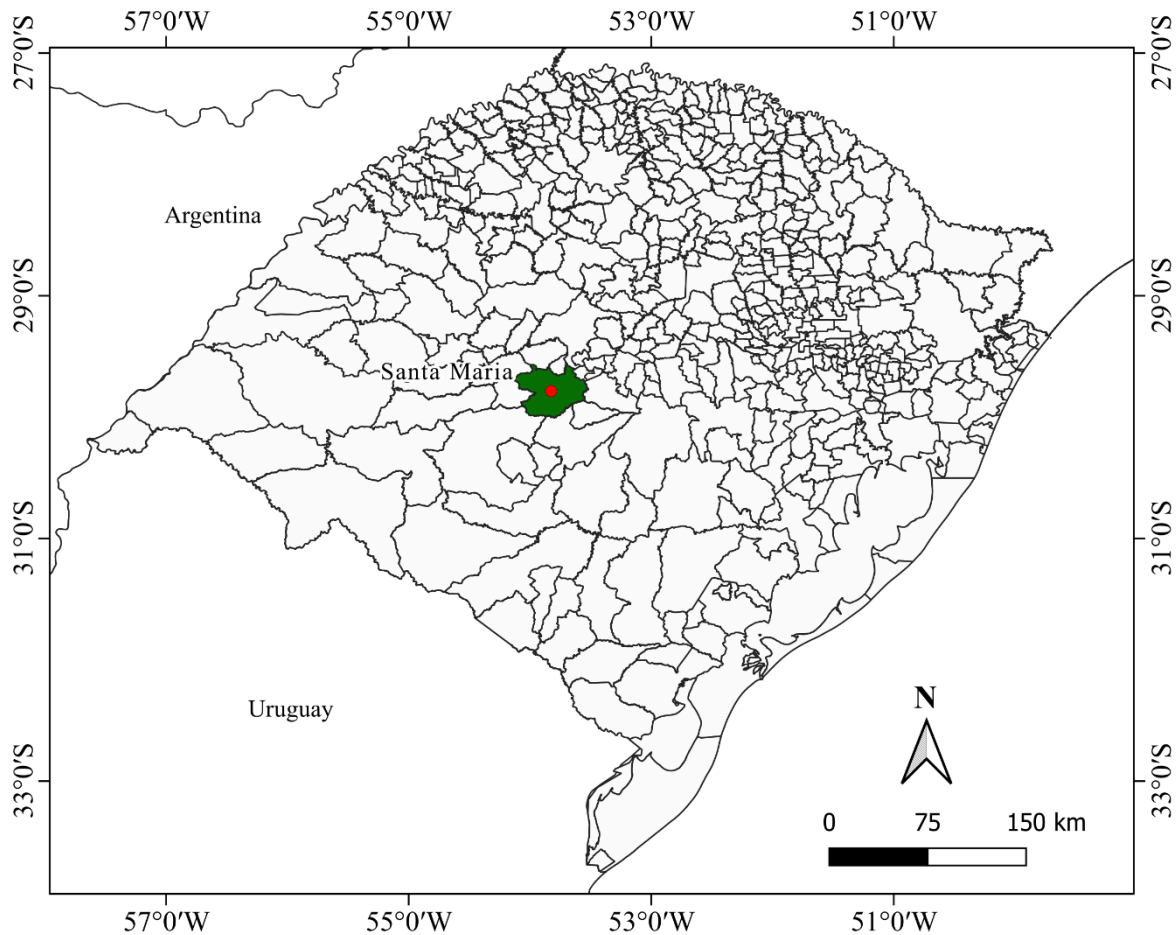 57°0′W 55°0′W 53°0′W 51°0′W
27°0′S 27°0′S
Argentina
29°0′S 29°0′S
Santa Maria
31°0′S 31°0′S
Uruguay
N
33°0′S 33°0′S
0 75 150 km
57°0′W 55°0′W 53°0′W 51°0′W